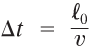 Δt = ℓ₀/v